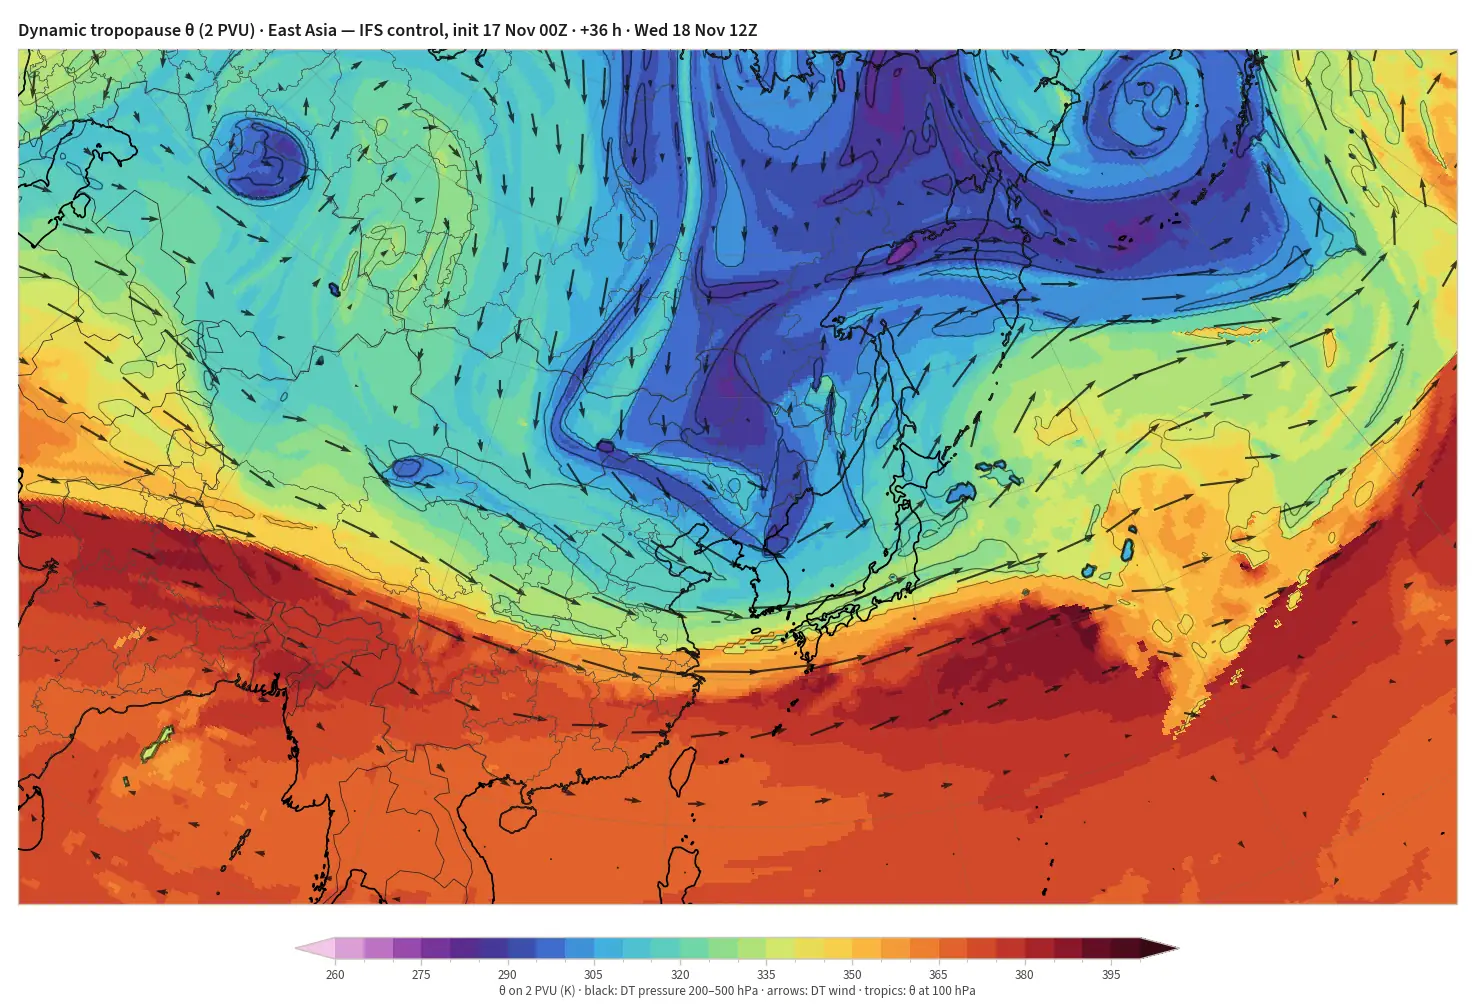 Dynamic tropopause θ (2 PVU) · East Asia — IFS control, init 17 Nov 00Z · +36 h · Wed 18 Nov 12Z
260 275 290 305 320 335 350 365 380 395
θ on 2 PVU (K) · black: DT pressure 200–500 hPa · arrows: DT wind · tropics: θ at 100 hPa